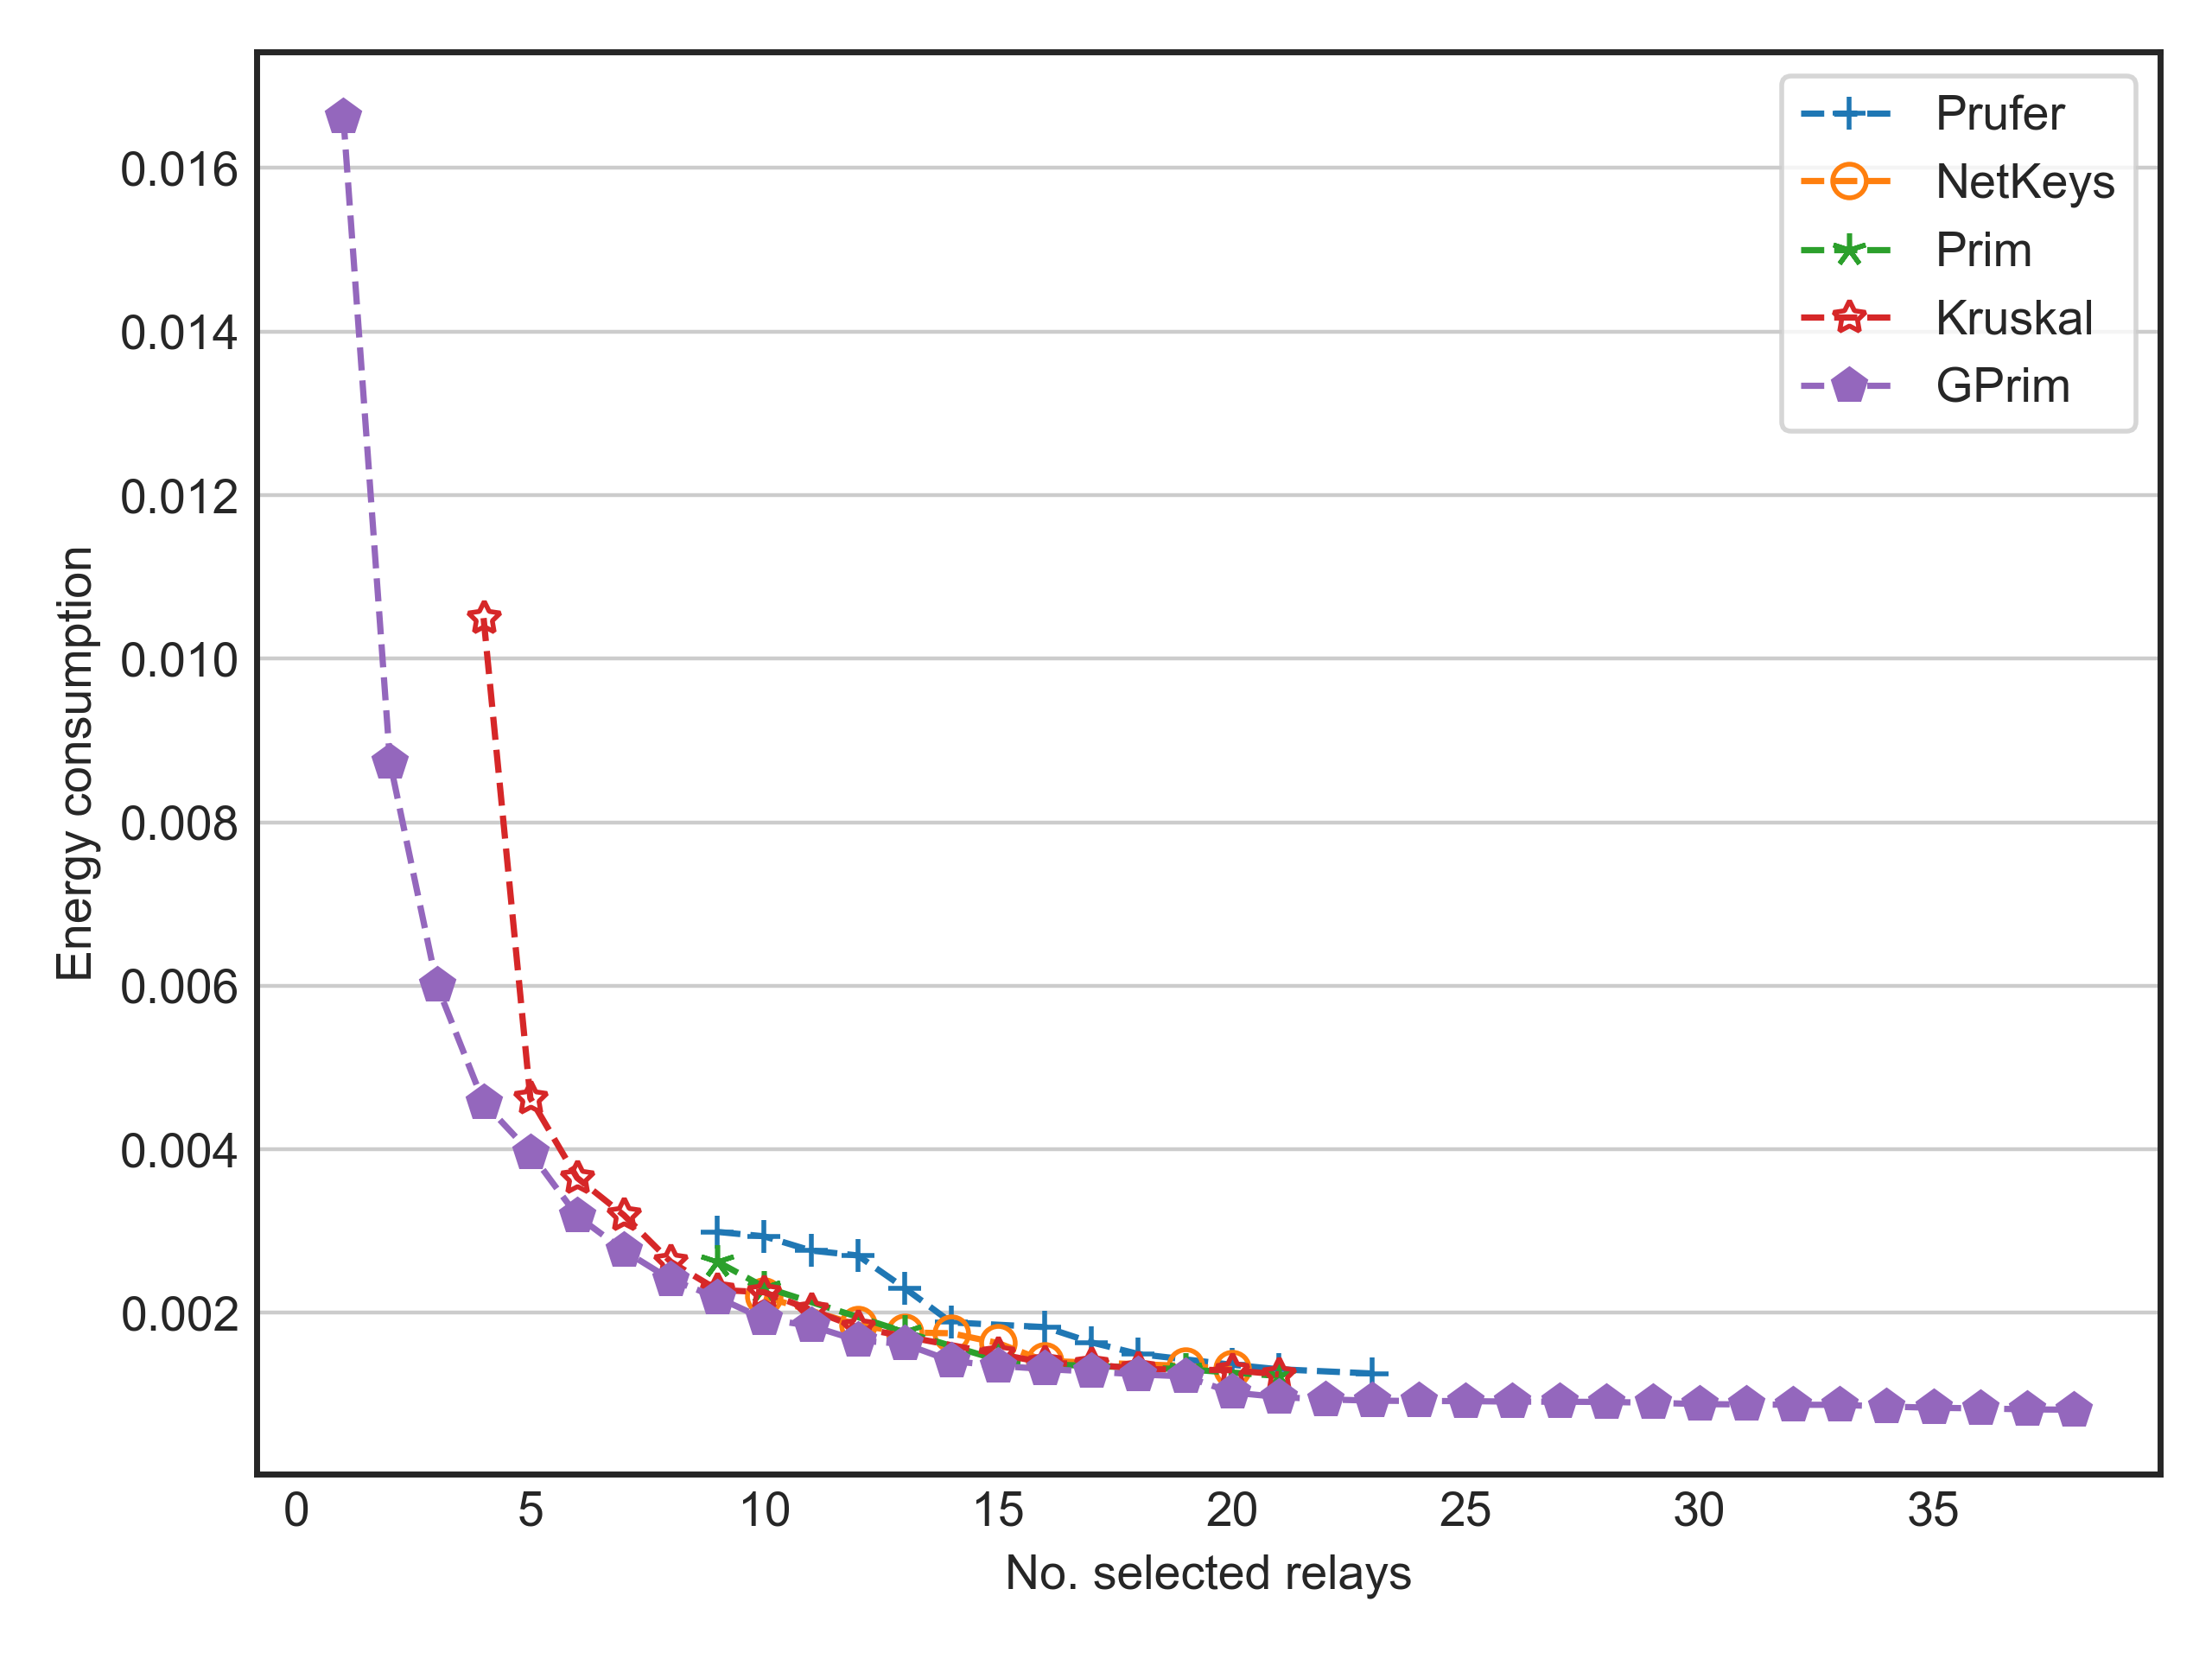 Energy consumption
0.016
0.014
0.012
0.010
0.008
0.006
0.004
0.002
Prufer
NetKeys
Prim
Kruskal
GPrim
0 5 10 15 20 25 30 35
No. selected relays